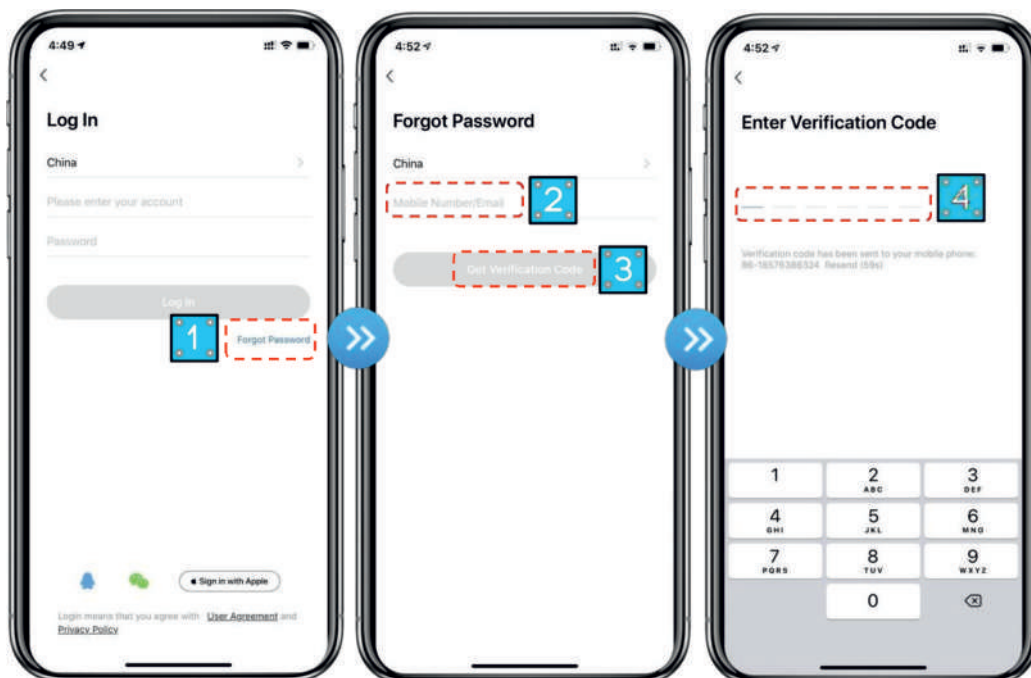 4:49
Log In
China
Please enter your account
Password
Log In
1
Forgot Password
Sign in with Apple
Login means that you agree with User Agreement and
Privacy Policy
4:52
Forgot Password
China
Mobile Number/Email
2
Get Verification Code
3
4:52
Enter Verification Code
4
Verification code has been sent to your mobile phone:
Resend (59s)
1
2
ABC
3
DEF
4
GHI
5
JKL
6
MNO
7
PQRS
8
TUV
9
WXYZ
0